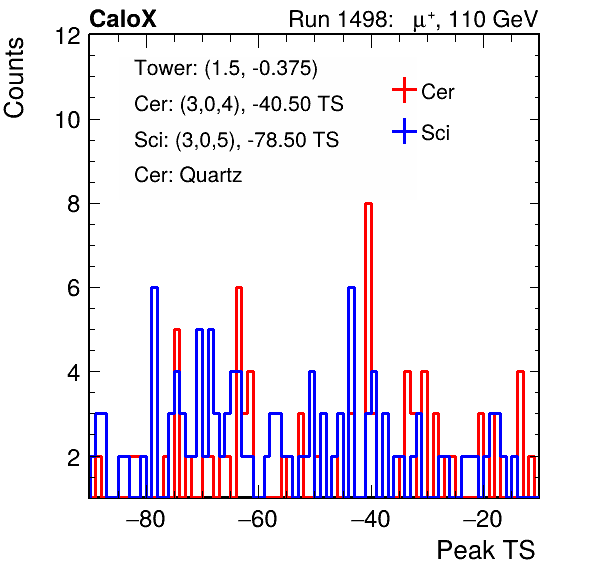 CaloX Run 1498: μ⁺, 110 GeV
Counts
12
10
8
6
4
2
Tower: (1.5, -0.375)
Cer: (3,0,4), -40.50 TS
Sci: (3,0,5), -78.50 TS
Cer: Quartz
Cer
Sci
−80 −60 −40 −20
Peak TS